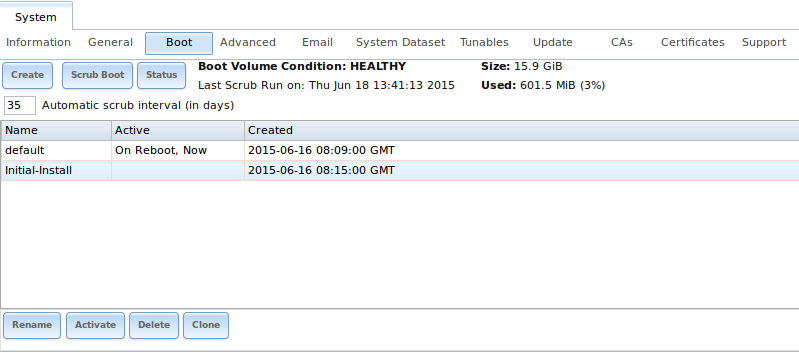 System
Information General Boot Advanced Email System Dataset Tunables Update CAs Certificates Support
Create Scrub Boot Status Boot Volume Condition: HEALTHY Size: 15.9 GiB
Last Scrub Run on: Thu Jun 18 13:41:13 2015 Used: 601.5 MiB (3%)
35 Automatic scrub interval (in days)
Name Active Created
default On Reboot, Now 2015-06-16 08:09:00 GMT
Initial-Install 2015-06-16 08:15:00 GMT
Rename Activate Delete Clone